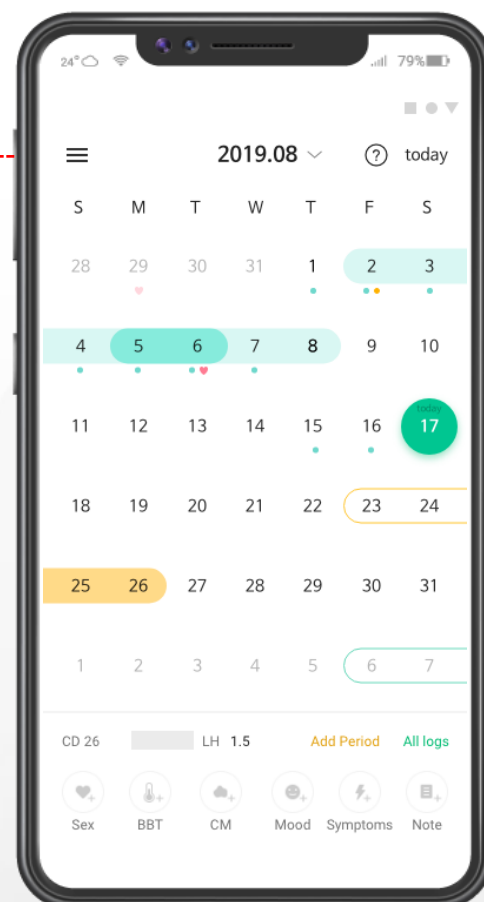 24° 79%
2019.08 ? today
S M T W T F S
28 29 30 31 1 2 3
4 5 6 7 8 9 10
11 12 13 14 15 16 today 17
18 19 20 21 22 23 24
25 26 27 28 29 30 31
1 2 3 4 5 6 7
CD 26 LH 1.5 Add Period All logs
Sex BBT CM Mood Symptoms Note